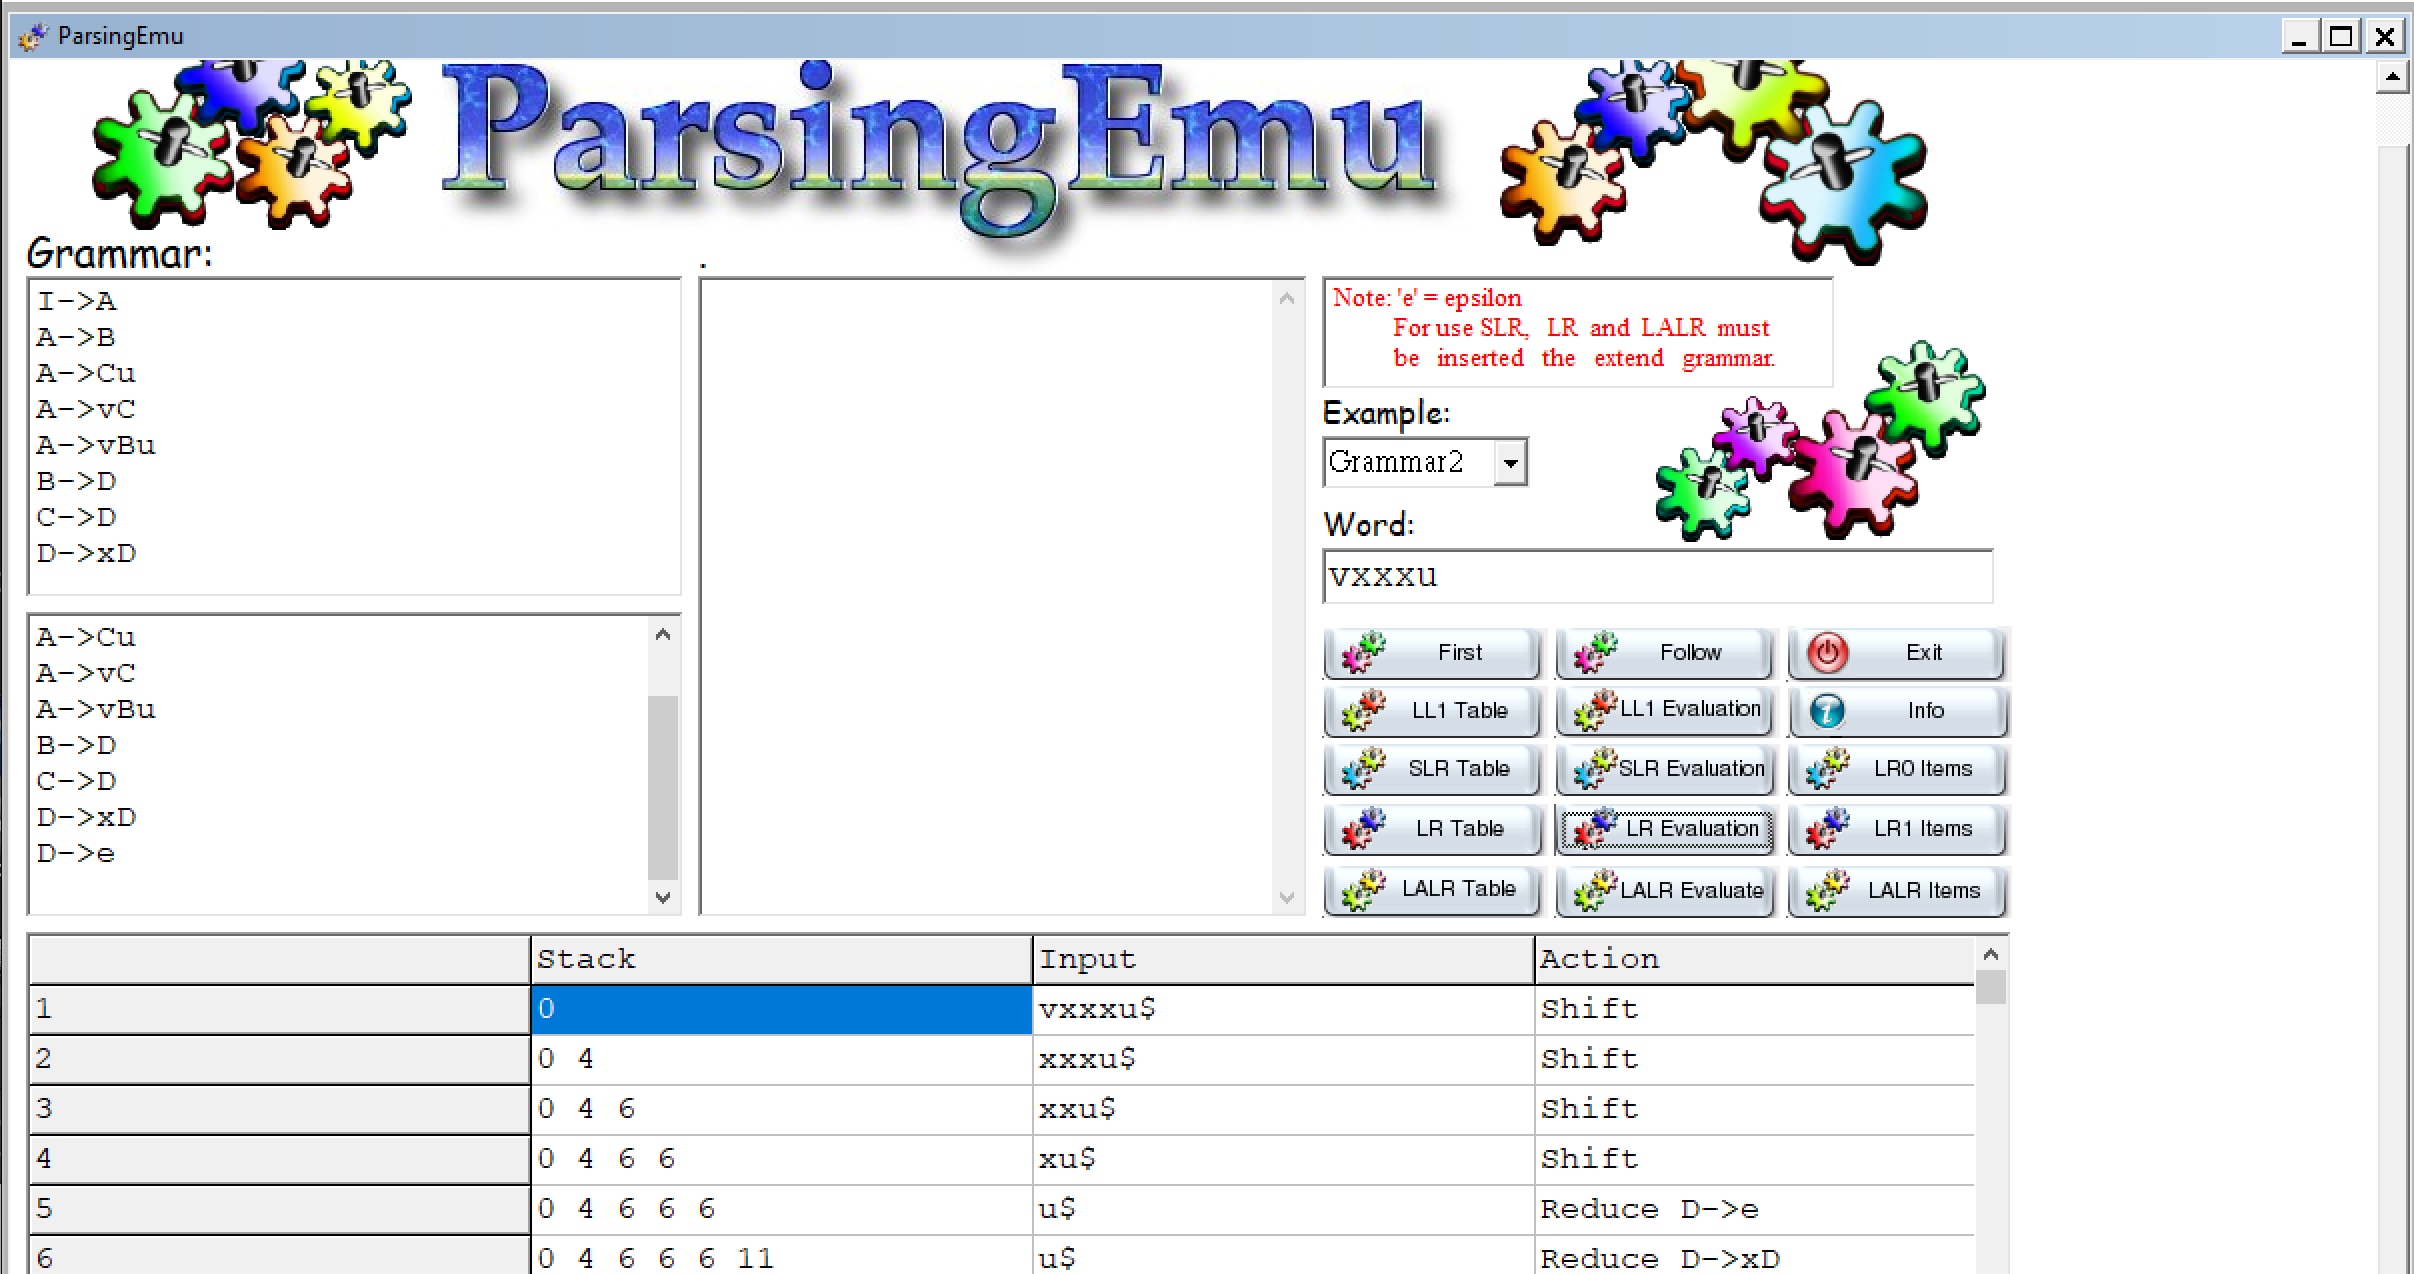 ParsingEmu
ParsingEmu
Grammar:
.
I->A
A->B
A->Cu
A->vC
A->vBu
B->D
C->D
D->xD
A->Cu
A->vC
A->vBu
B->D
C->D
D->xD
D->e
Note: 'e' = epsilon
For use SLR, LR and LALR must
be inserted the extend grammar.
Example:
Grammar2
Word:
vxxxu
First Follow Exit
LL1 Table LL1 Evaluation Info
SLR Table SLR Evaluation LR0 Items
LR Table LR Evaluation LR1 Items
LALR Table LALR Evaluate LALR Items
Stack Input Action
1 0 vxxxu$ Shift
2 0 4 xxxu$ Shift
3 0 4 6 xxu$ Shift
4 0 4 6 6 xu$ Shift
5 0 4 6 6 6 u$ Reduce D->e
6 0 4 6 6 6 11 u$ Reduce D->xD